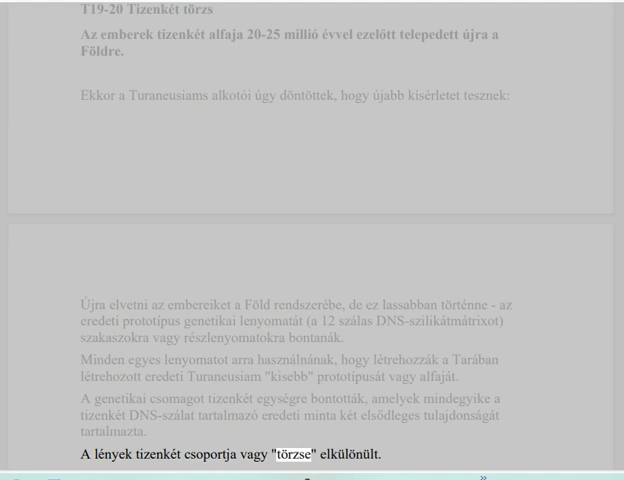 T19-20 Tizenkét törzs
Az emberek tizenkét alfaja 20-25 millió évvel ezelőtt telepedett újra a
Földre.
Ekkor a Turaneusiams alkotói úgy döntöttek, hogy újabb kísérletet tesznek:
Újra elvetni az embereiket a Föld rendszerébe, de ez lassabban történne - az
eredeti prototípus genetikai lenyomatát (a 12 szálas DNS-szilikátmátrixot)
szakaszokra vagy részlenyomatokra bontanák.
Minden egyes lenyomatot arra használnának, hogy létrehozzák a Tarában
létrehozott eredeti Turaneusiam "kisebb" prototípusát vagy alfaját.
A genetikai csomagot tizenkét egységre bontották, amelyek mindegyike a
tizenkét DNS-szálat tartalmazó eredeti minta két elsődleges tulajdonságát
tartalmazta.
A lények tizenkét csoportja vagy "törzse" elkülönült.